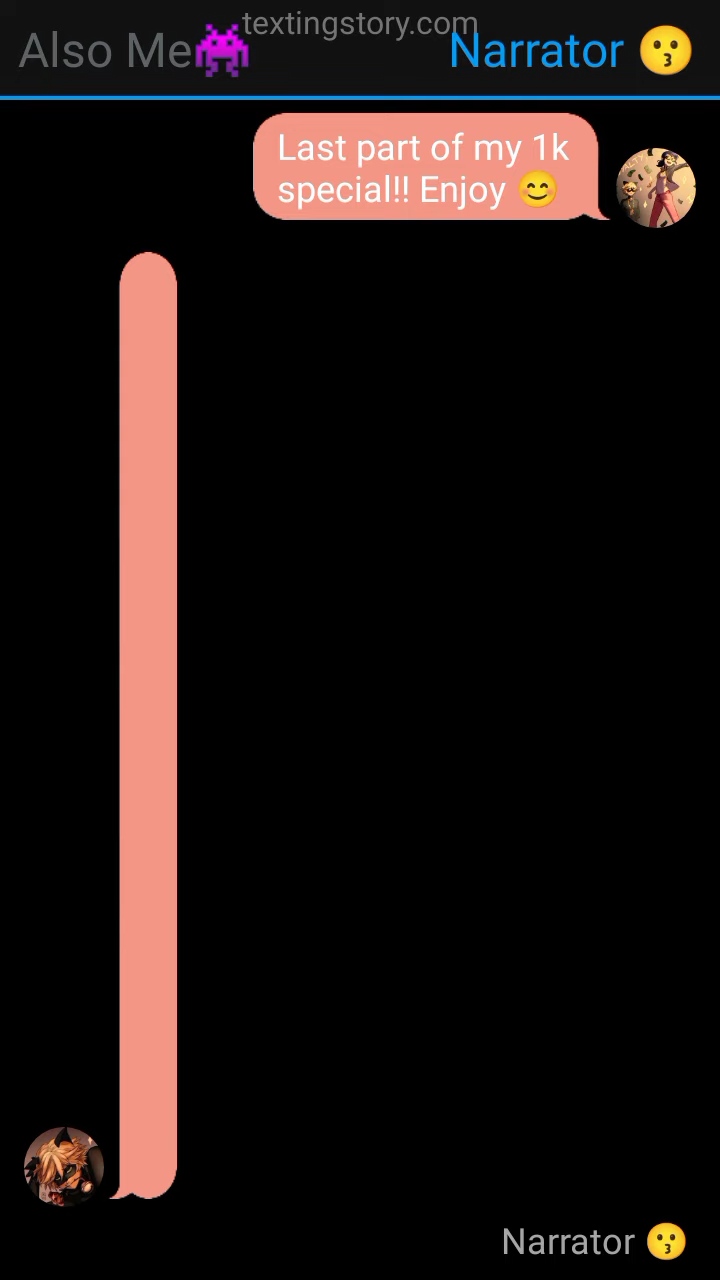 textingstory.com
Also Me👾 Narrator 😗
Last part of my 1k
special!! Enjoy 😊
Narrator 😗